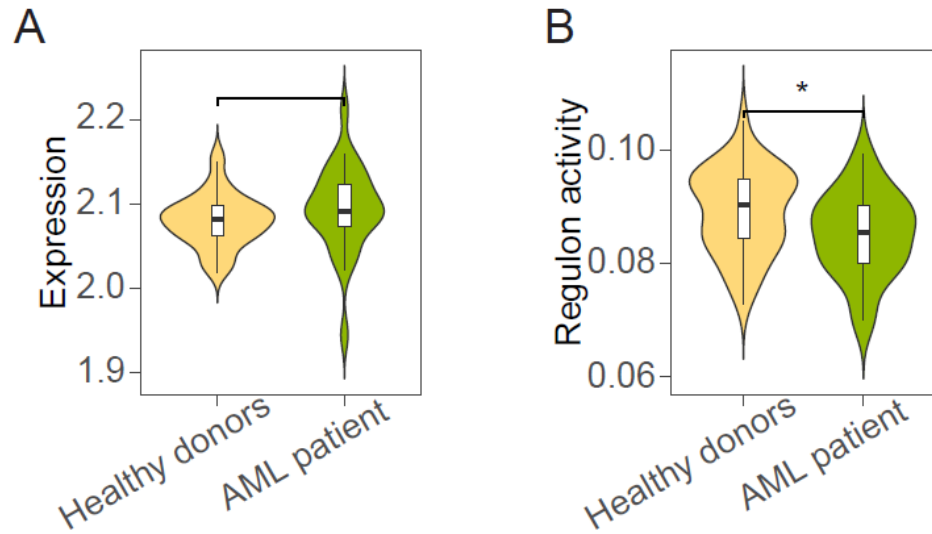 A
Expression
2.2
2.1
2.0
1.9
Healthy donors
AML patient
B
Regulon activity
*
0.10
0.08
0.06
Healthy donors
AML patient